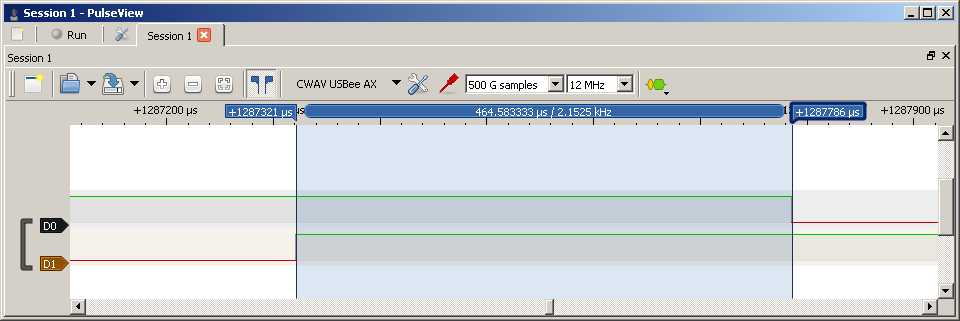 Session 1 - PulseView
Run
Session 1
Session 1
CWAV USBee AX
500 G samples
12 MHz
+1287200 µs
+1287321 µs
464.583333 µs / 2.1525 kHz
+1287786 µs
+1287900 µs
D0
D1